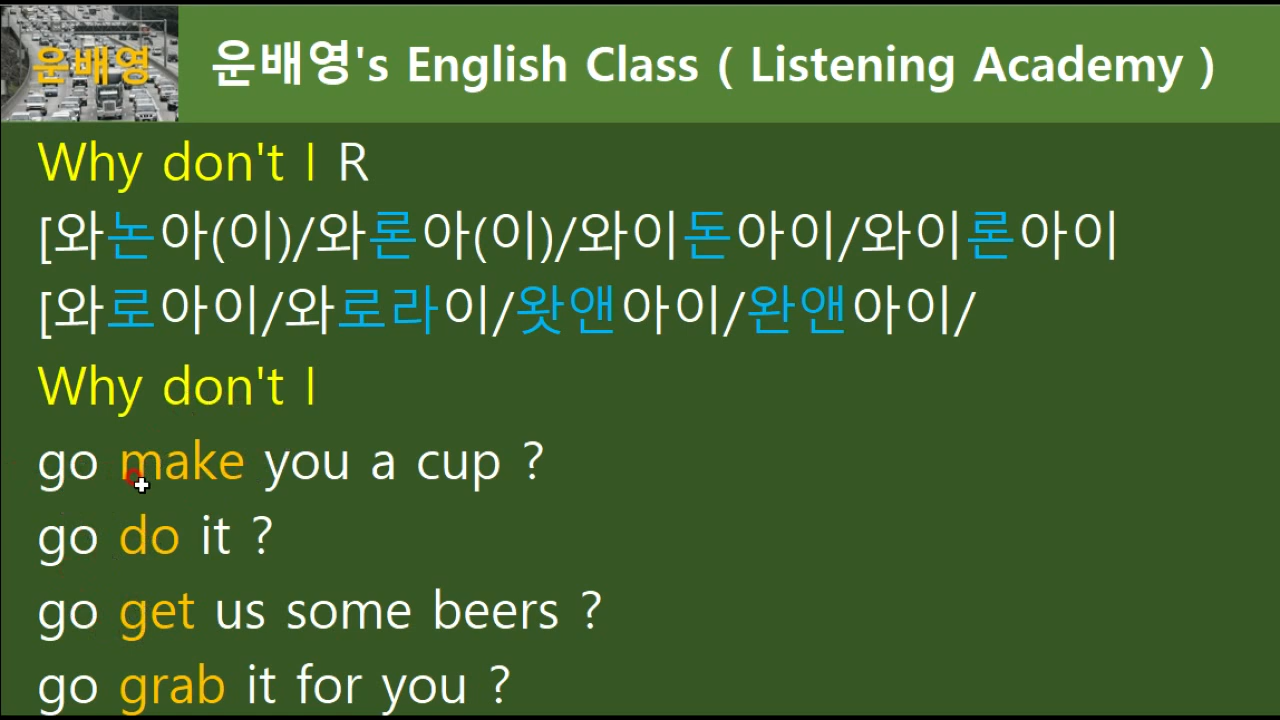 운배영
운배영's English Class ( Listening Academy )
Why don't I R
[와논아(이)/와론아(이)/와이돈아이/와이론아이
[와로아이/와로라이/왓앤아이/완앤아이/
Why don't I
go make you a cup ?
go do it ?
go get us some beers ?
go grab it for you ?